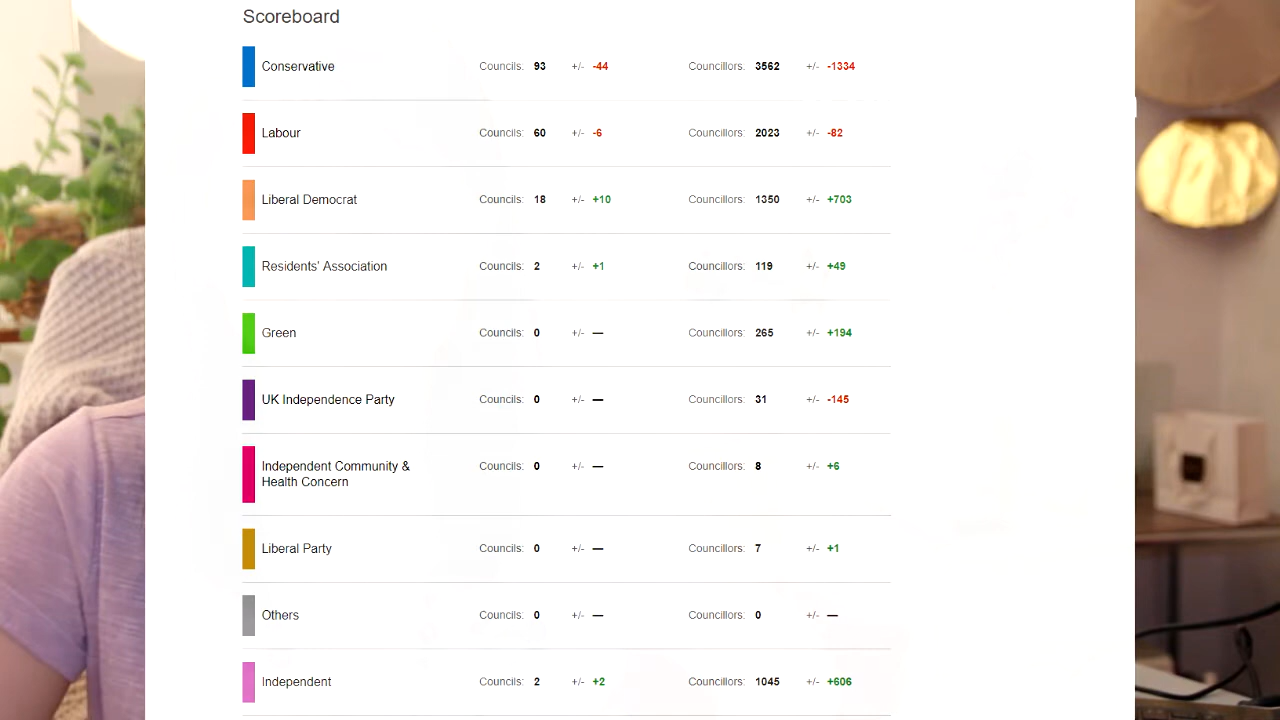 Scoreboard
Conservative Councils: 93 +/- -44 Councillors: 3562 +/- -1334
Labour Councils: 60 +/- -6 Councillors: 2023 +/- -82
Liberal Democrat Councils: 18 +/- +10 Councillors: 1350 +/- +703
Residents' Association Councils: 2 +/- +1 Councillors: 119 +/- +49
Green Councils: 0 +/- — Councillors: 265 +/- +194
UK Independence Party Councils: 0 +/- — Councillors: 31 +/- -145
Independent Community & Councils: 0 +/- — Councillors: 8 +/- +6
Health Concern
Liberal Party Councils: 0 +/- — Councillors: 7 +/- +1
Others Councils: 0 +/- — Councillors: 0 +/- —
Independent Councils: 2 +/- +2 Councillors: 1045 +/- +606